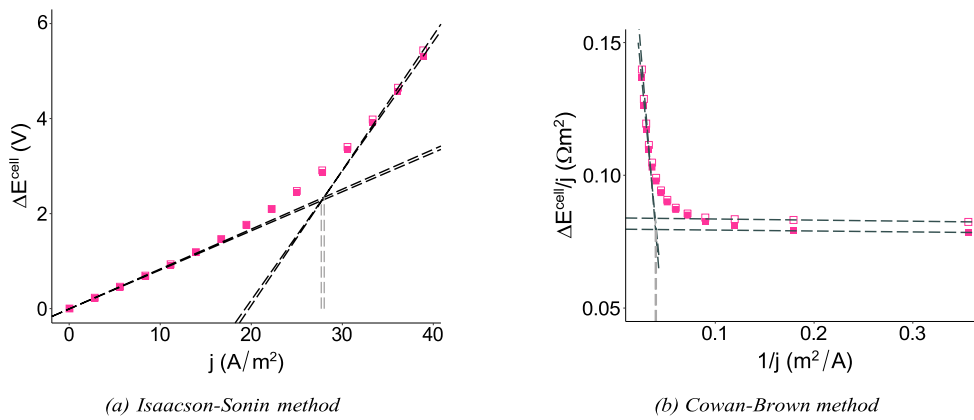 6
4
2
0
ΔE^cell (V)
0 10 20 30 40
j (A/m²)
(a) Isaacson-Sonin method
0.15
0.10
0.05
ΔE^cell/j (Ωm²)
0.1 0.2 0.3
1/j (m²/A)
(b) Cowan-Brown method